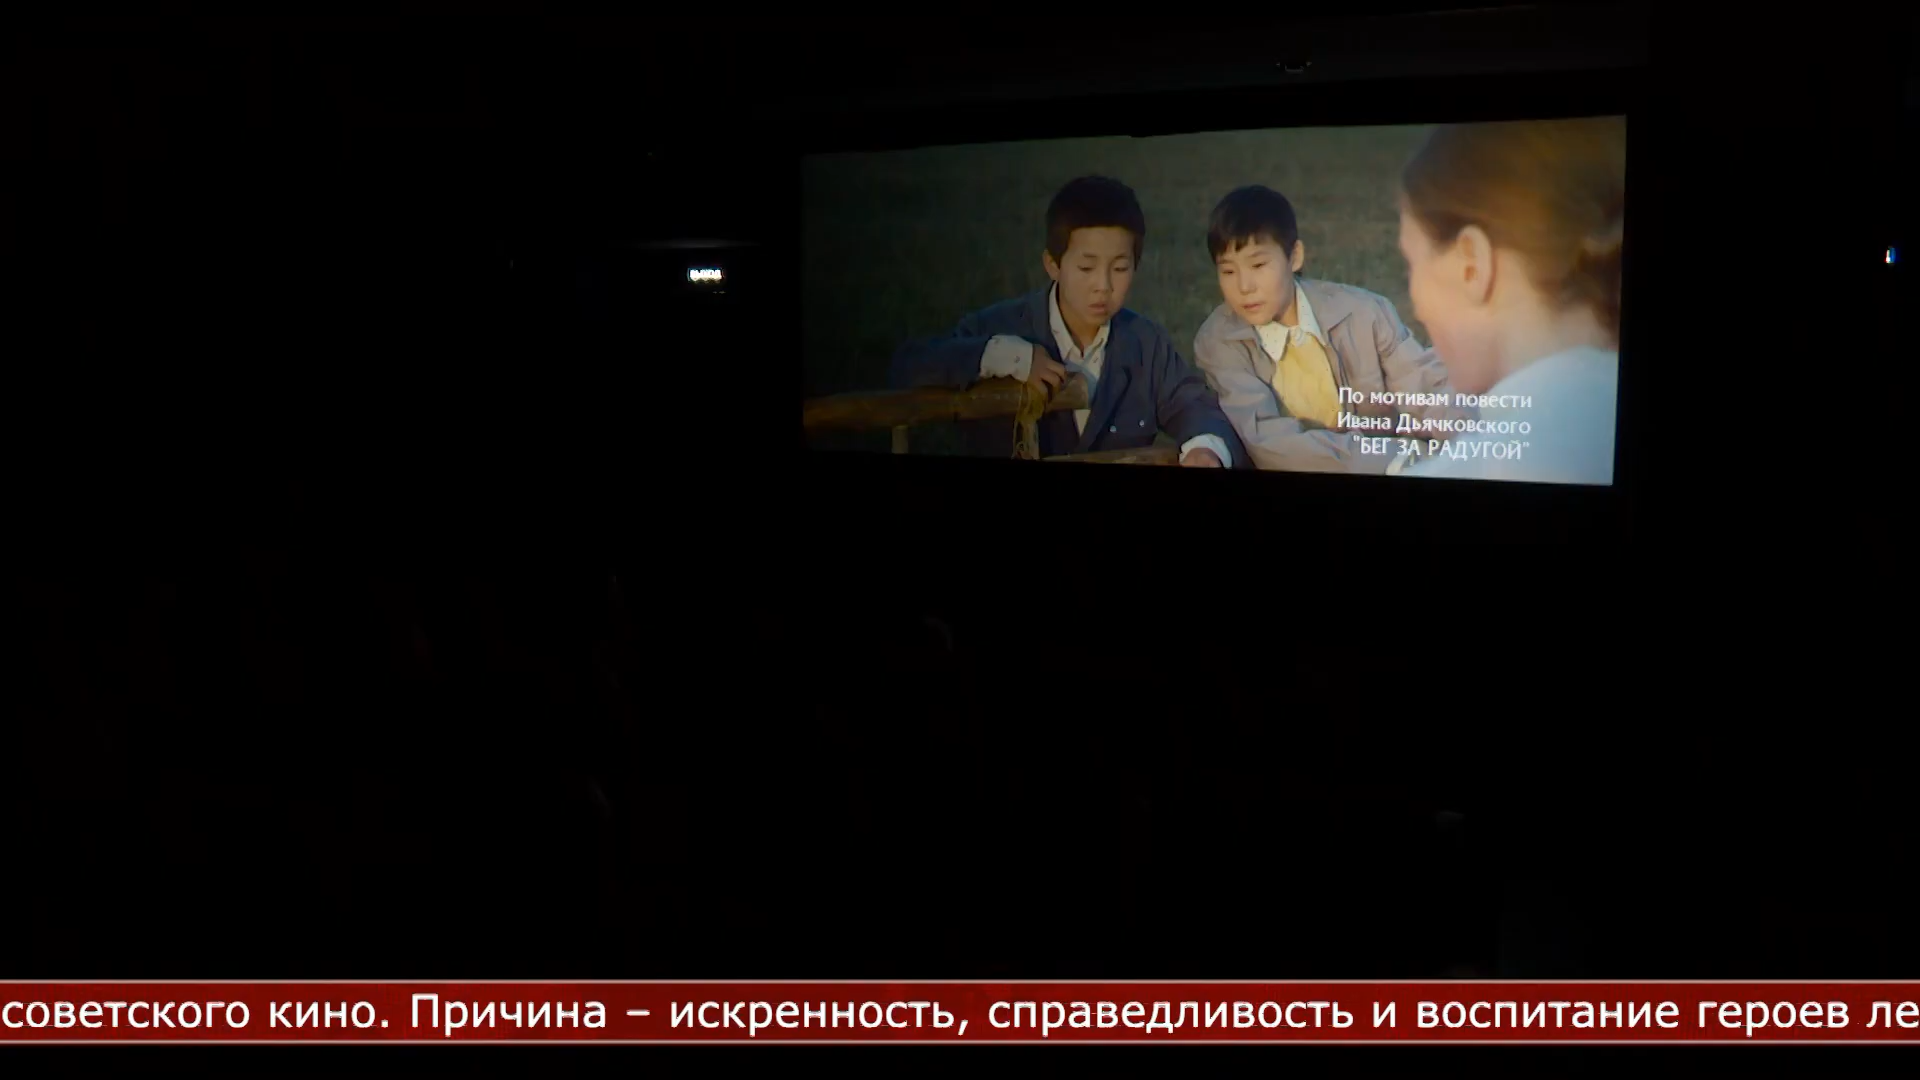 По мотивам повести
Ивана Дьячковского
"БЕГ ЗА РАДУГОЙ"
советского кино. Причина – искренность, справедливость и воспитание героев ле